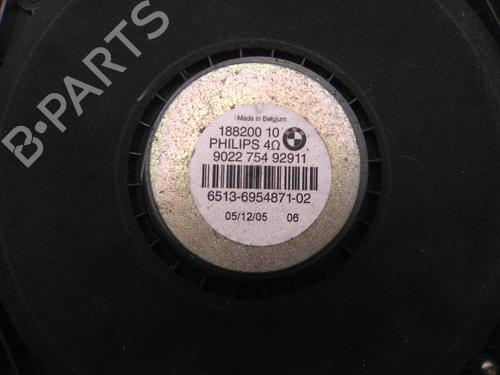 B-PARTS
Made in Belgium
188200 10
PHILIPS 4Ω
9022 754 92911
6513-6954871-02
05/12/05 06